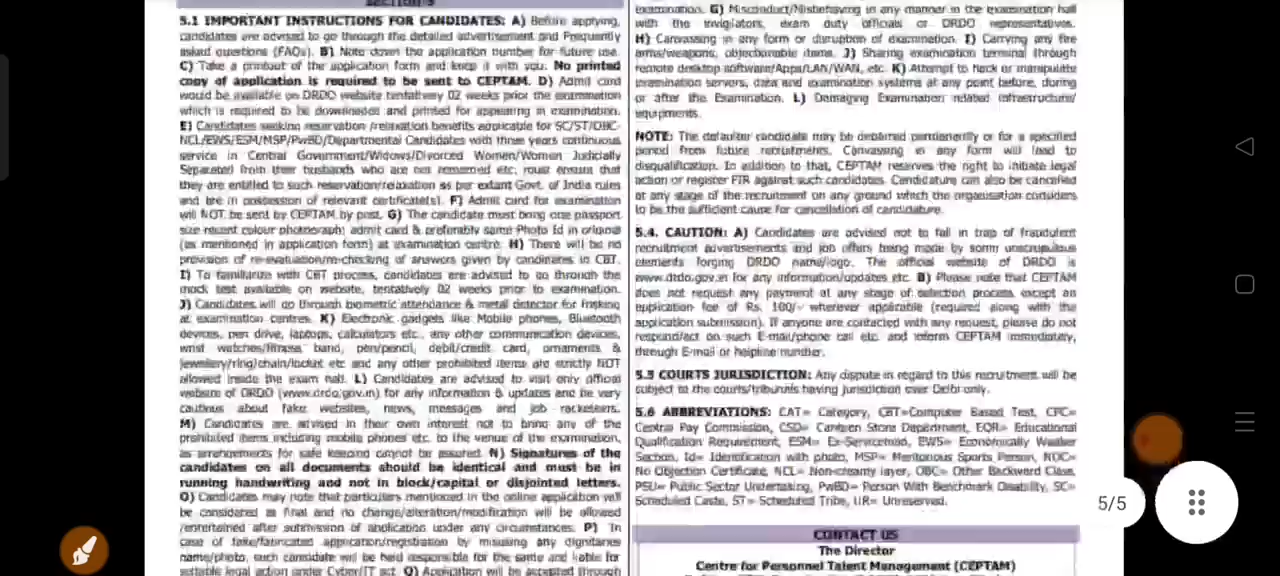 SECTION 5
5.1 IMPORTANT INSTRUCTIONS FOR CANDIDATES: A) Before applying,
candidates are advised to go through the detailed advertisement and Frequently
asked questions (FAQs). B) Note down the application number for future use.
C) Take a printout of the application form and keep it with you. No printed
copy of application is required to be sent to CEPTAM. D) Admit card
would be available on DRDO website tentatively 02 weeks prior the examination
which is required to be downloaded and printed for appearing in examination.
E) Candidates seeking reservation /relaxation benefits applicable for SC/ST/OBC-
NCL/EWS/ESM/MSP/PwBD/Departmental Candidates with three years continuous
service in Central Government/Widows/Divorced Women/Women Judicially
Separated from their husbands who are not remarried etc, must ensure that
they are entitled to such reservation/relaxation as per extant Govt. of India rules
and are in possession of relevant certificate(s). F) Admit card for examination
will NOT be sent by CEPTAM by post. G) The candidate must bring one passport
size recent colour photograph, admit card & preferably same Photo Id in original
(as mentioned in application form) at examination centre. H) There will be no
provision of re-evaluation/re-checking of answers given by candidates in CBT.
I) To familiarize with CBT process, candidates are advised to go through the
mock test available on website, tentatively 02 weeks prior to examination.
J) Candidates will go through biometric attendance & metal detector for frisking
at examination centres. K) Electronic gadgets like Mobile phones, Bluetooth
devices, pen drive, laptops, calculators etc., any other communication devices,
wrist watches/fitness band, pen/pencil, debit/credit card, ornaments &
jewellery/ring/chain/locket etc and any other prohibited items are strictly NOT
allowed inside the exam hall. L) Candidates are advised to visit only official
website of DRDO (www.drdo.gov.in) for any information & updates and be very
cautious about fake websites, news, messages and job racketeers.
M) Candidates are advised in their own interest not to bring any of the
prohibited items including mobile phones etc. to the venue of the examination,
as arrangements for safe keeping cannot be assured. N) Signatures of the
candidates on all documents should be identical and must be in
running handwriting and not in block/capital or disjointed letters.
O) Candidates may note that particulars mentioned in the online application will
be considered as final and no change/alteration/modification will be allowed
/entertained after submission of application under any circumstances. P) In
case of fake/fabricated application/registration by misusing any dignitaries
name/photo, such candidate will be held responsible for the same and liable for
suitable legal action under Cyber/IT act. Q) Application will be accepted through
examination. G) Misconduct/Misbehaving in any manner in the examination hall
with the invigilators, exam duty officials or DRDO representatives.
H) Canvassing in any form or disruption of examination. I) Carrying any fire
arms/weapons, objectionable items. J) Sharing examination terminal through
remote desktop software/Apps/LAN/WAN, etc. K) Attempt to hack or manipulate
examination servers, data and examination systems at any point before, during
or after the Examination. L) Damaging Examination related infrastructure/
equipments.
NOTE: The defaulter candidate may be debarred permanently or for a specified
period from future recruitments. Canvassing in any form will lead to
disqualification. In addition to that, CEPTAM reserves the right to initiate legal
action or register FIR against such candidates. Candidature can also be cancelled
at any stage of the recruitment on any ground which the organisation considers
to be the sufficient cause for cancellation of candidature.
5.4. CAUTION: A) Candidates are advised not to fall in trap of fraudulent
recruitment advertisements and job offers being made by some unscrupulous
elements forging DRDO name/logo. The official website of DRDO is
www.drdo.gov.in for any information/updates etc. B) Please note that CEPTAM
does not request any payment at any stage of selection process, except an
application fee of Rs. 100/- wherever applicable (required along with the
application submission). If anyone are contacted with any request, please do not
respond/act on such E-mail/phone call etc. and inform CEPTAM immediately,
through E-mail or helpline number.
5.5 COURTS JURISDICTION: Any dispute in regard to this recruitment will be
subject to the courts/tribunals having jurisdiction over Delhi only.
5.6 ABBREVIATIONS: CAT= Category, CBT=Computer Based Test, CPC=
Central Pay Commission, CSD= Canteen Store Department, EQR= Educational
Qualification Requirement, ESM= Ex-Serviceman, EWS= Economically Weaker
Section, Id= Identification with photo, MSP= Meritorious Sports Person, NOC=
No Objection Certificate, NCL= Non-creamy layer, OBC= Other Backward Class,
PSU= Public Sector Undertaking, PwBD= Person With Benchmark Disability, SC=
Scheduled Caste, ST= Scheduled Tribe, UR= Unreserved.
CONTACT US
The Director
Centre for Personnel Talent Management (CEPTAM)
5/5